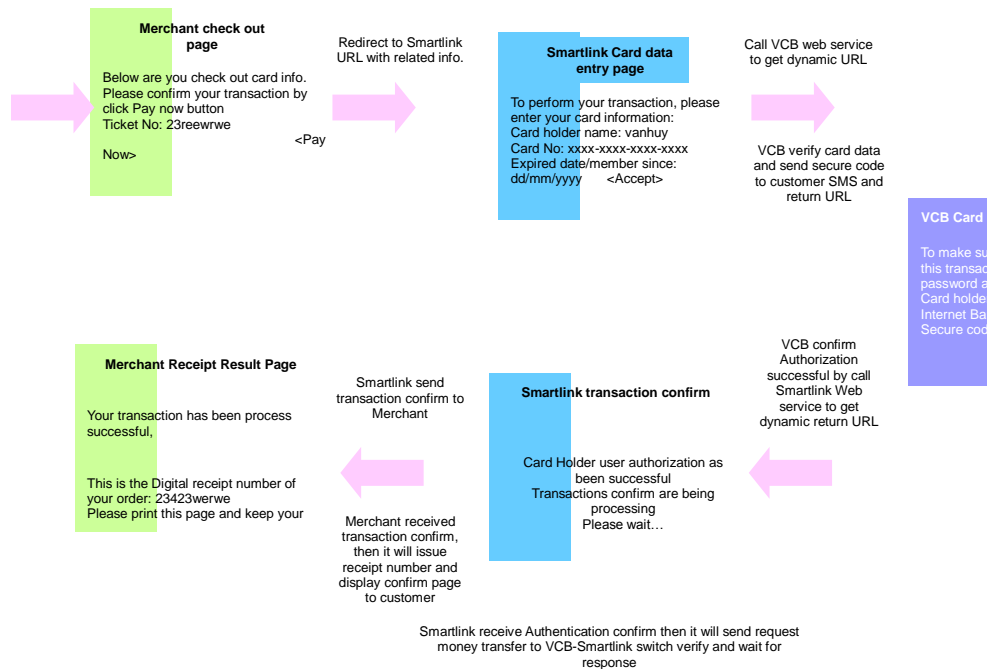 Merchant check out
page
Below are you check out card info.
Please confirm your transaction by
click Pay now button
Ticket No: 23reewrwe
<Pay
Now>
Redirect to Smartlink
URL with related info.
Smartlink Card data
entry page
To perform your transaction, please
enter your card information:
Card holder name: vanhuy
Card No: xxxx-xxxx-xxxx-xxxx
Expired date/member since:
dd/mm/yyyy <Accept>
Call VCB web service
to get dynamic URL
VCB verify card data
and send secure code
to customer SMS and
return URL
VCB Card
To make su
this transac
password a
Card holde
Internet Ba
Secure cod
VCB confirm
Authorization
successful by call
Smartlink Web
service to get
dynamic return URL
Smartlink transaction confirm
Card Holder user authorization as
been successful
Transactions confirm are being
processing
Please wait…
Smartlink send
transaction confirm to
Merchant
Merchant received
transaction confirm,
then it will issue
receipt number and
display confirm page
to customer
Merchant Receipt Result Page
Your transaction has been process
successful,
This is the Digital receipt number of
your order: 23423werwe
Please print this page and keep your
Smartlink receive Authentication confirm then it will send request
money transfer to VCB-Smartlink switch verify and wait for
response